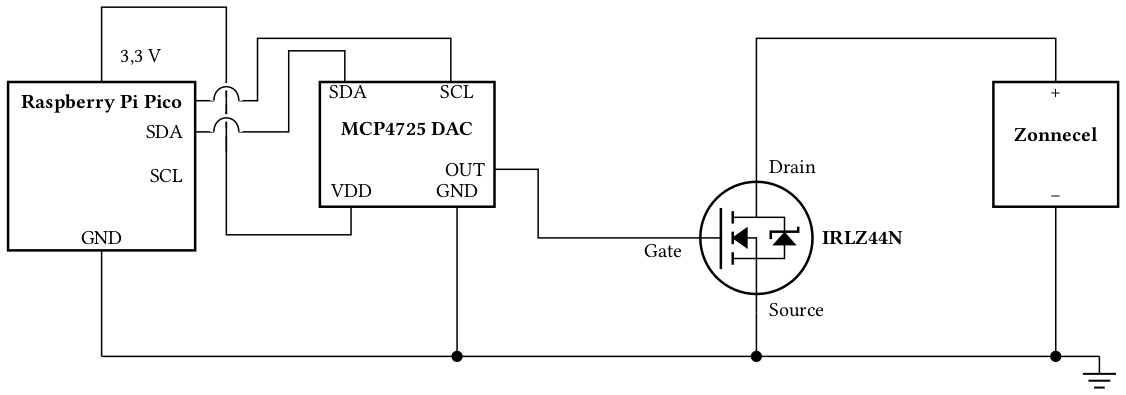 3,3 V
Raspberry Pi Pico
SDA
SCL
GND
SDA
SCL
MCP4725 DAC
OUT
VDD
GND
Drain
Gate
IRLZ44N
Source
+
Zonnecel
−